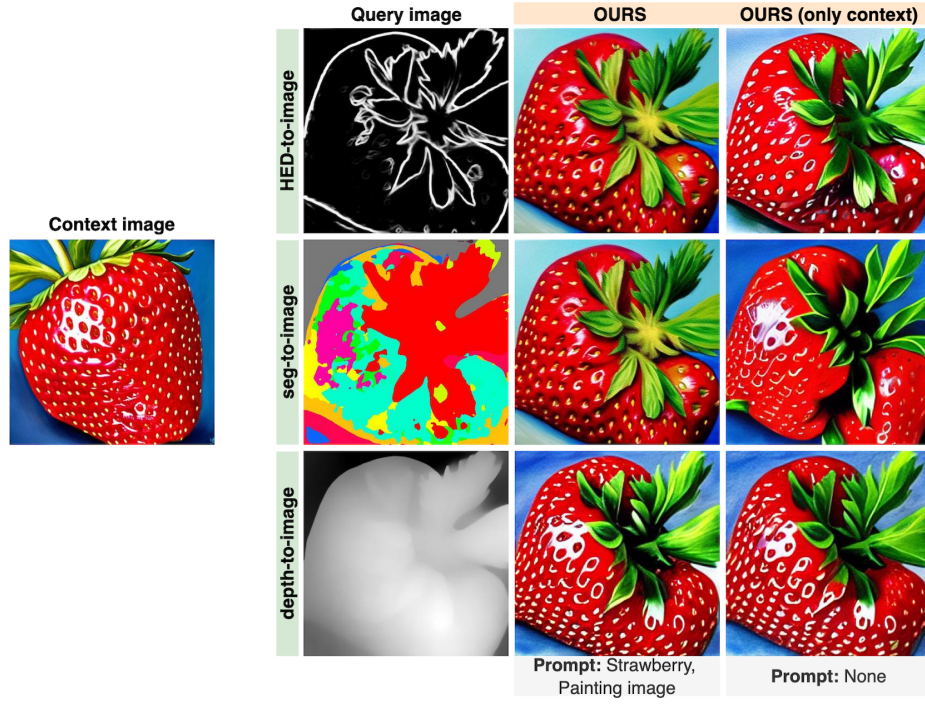 Query image
OURS
OURS (only context)
HED-to-image
Context image
seg-to-image
depth-to-image
Prompt: Strawberry,
Painting image
Prompt: None